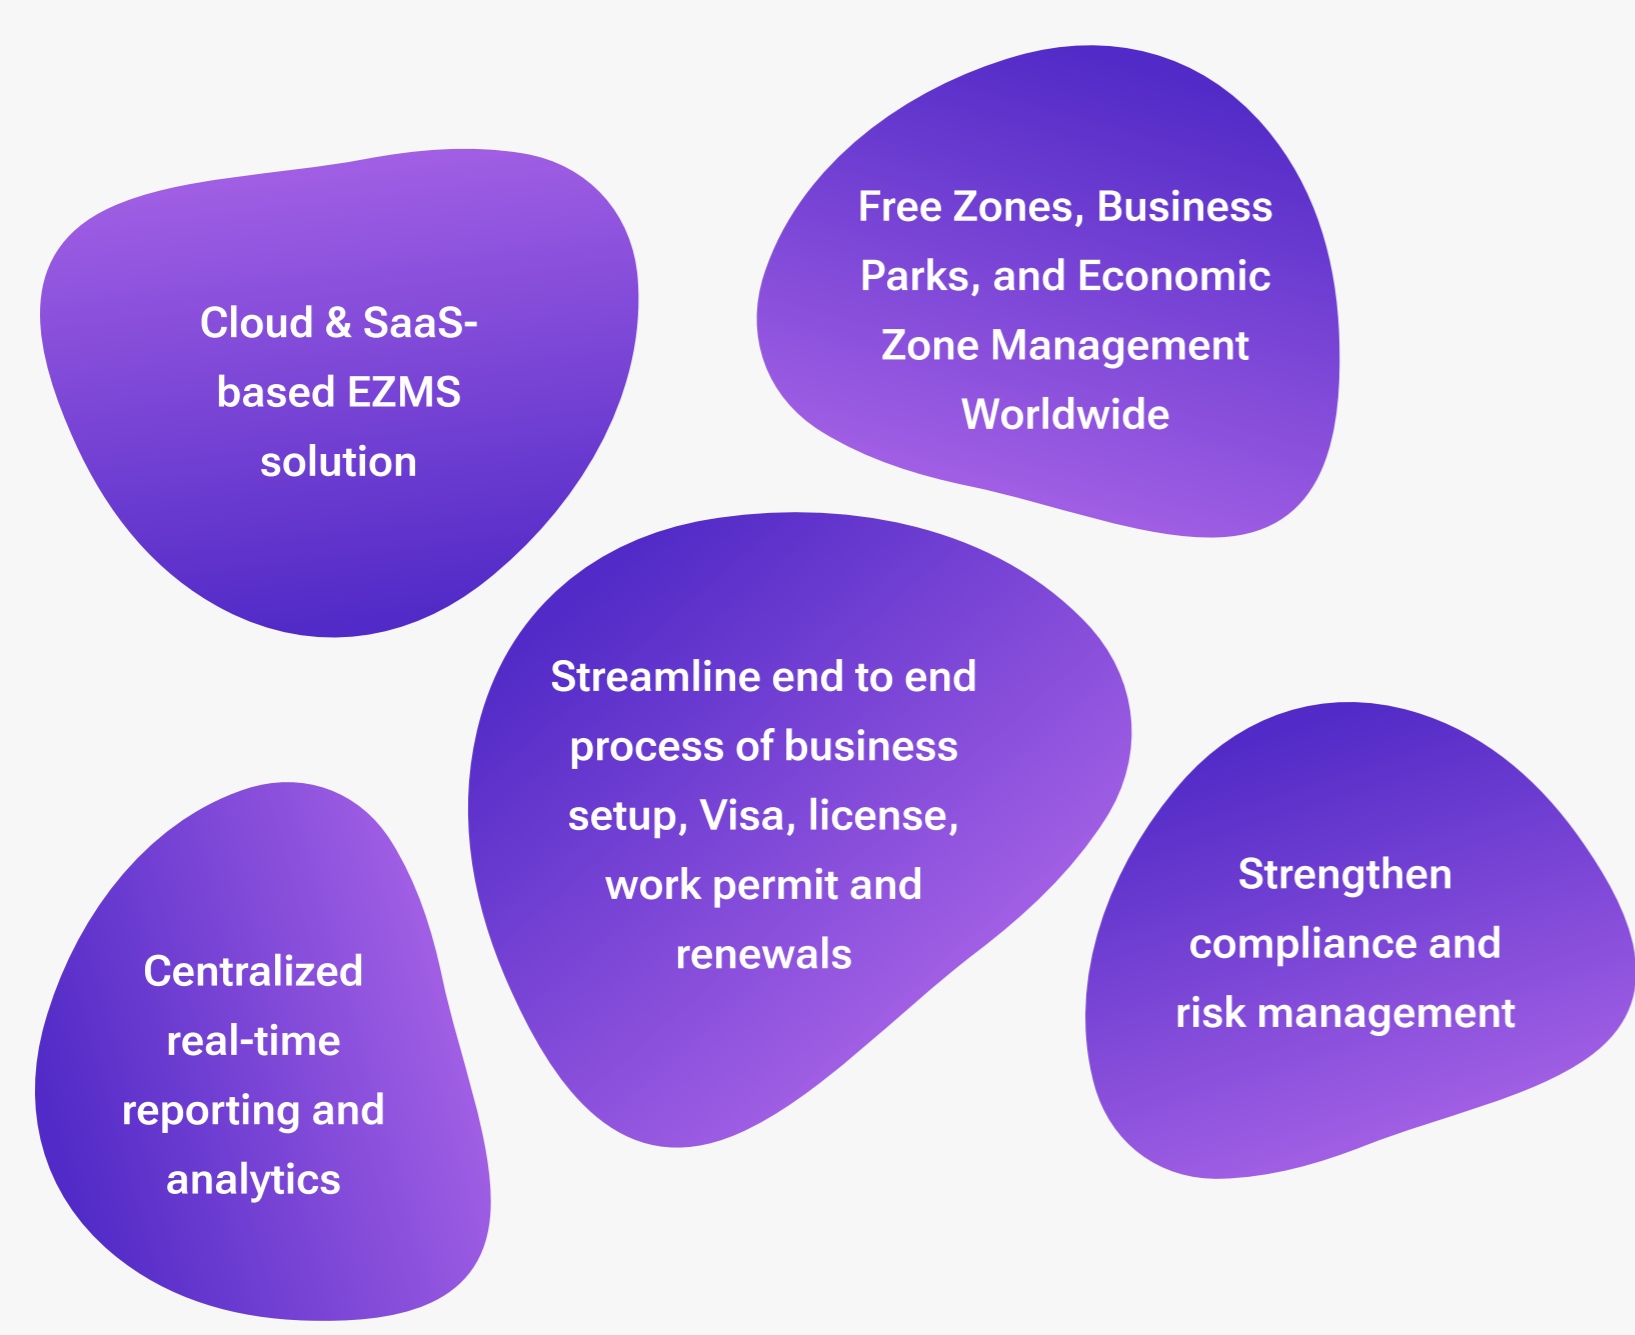 Cloud & SaaS-
based EZMS
solution
Free Zones, Business
Parks, and Economic
Zone Management
Worldwide
Streamline end to end
process of business
setup, Visa, license,
work permit and
renewals
Centralized
real-time
reporting and
analytics
Strengthen
compliance and
risk management